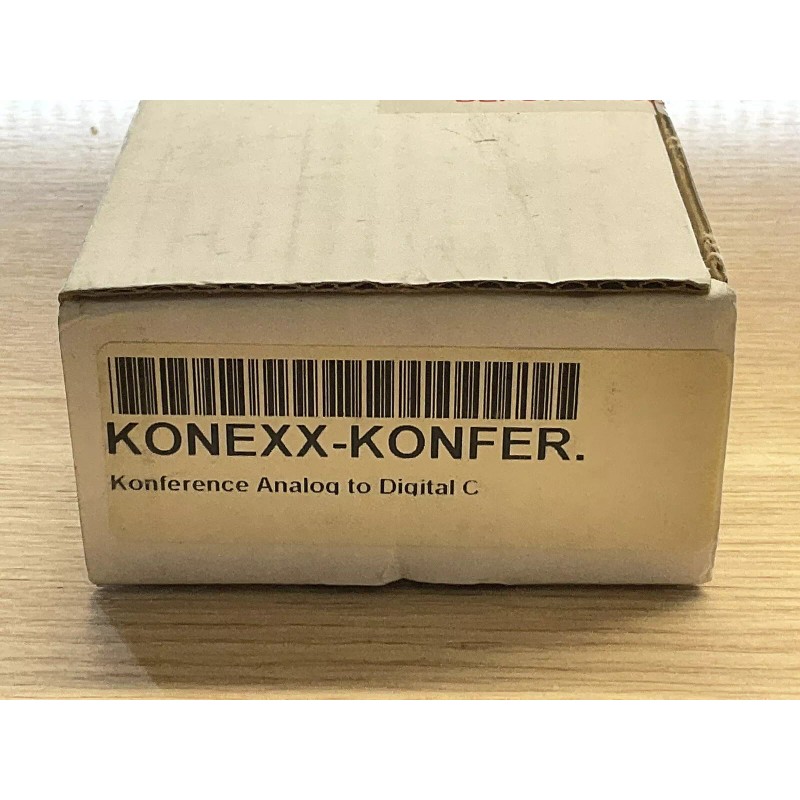 KONEXX-KONFER.
Konference Analog to Digital C